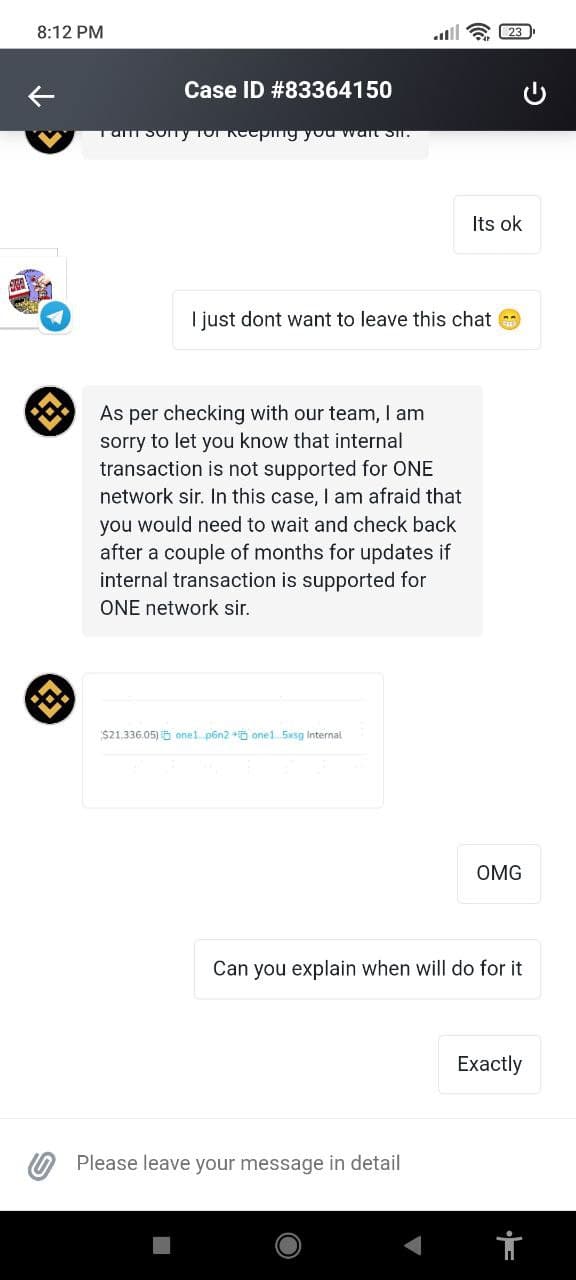 8:12 PM
23
Case ID #83364150
I am sorry for keeping you wait sir.
Its ok
I just dont want to leave this chat 😁
As per checking with our team, I am
sorry to let you know that internal
transaction is not supported for ONE
network sir. In this case, I am afraid that
you would need to wait and check back
after a couple of months for updates if
internal transaction is supported for
ONE network sir.
$21,336.05) one1...p6n2 → one1...5xsg Internal
OMG
Can you explain when will do for it
Exactly
Please leave your message in detail